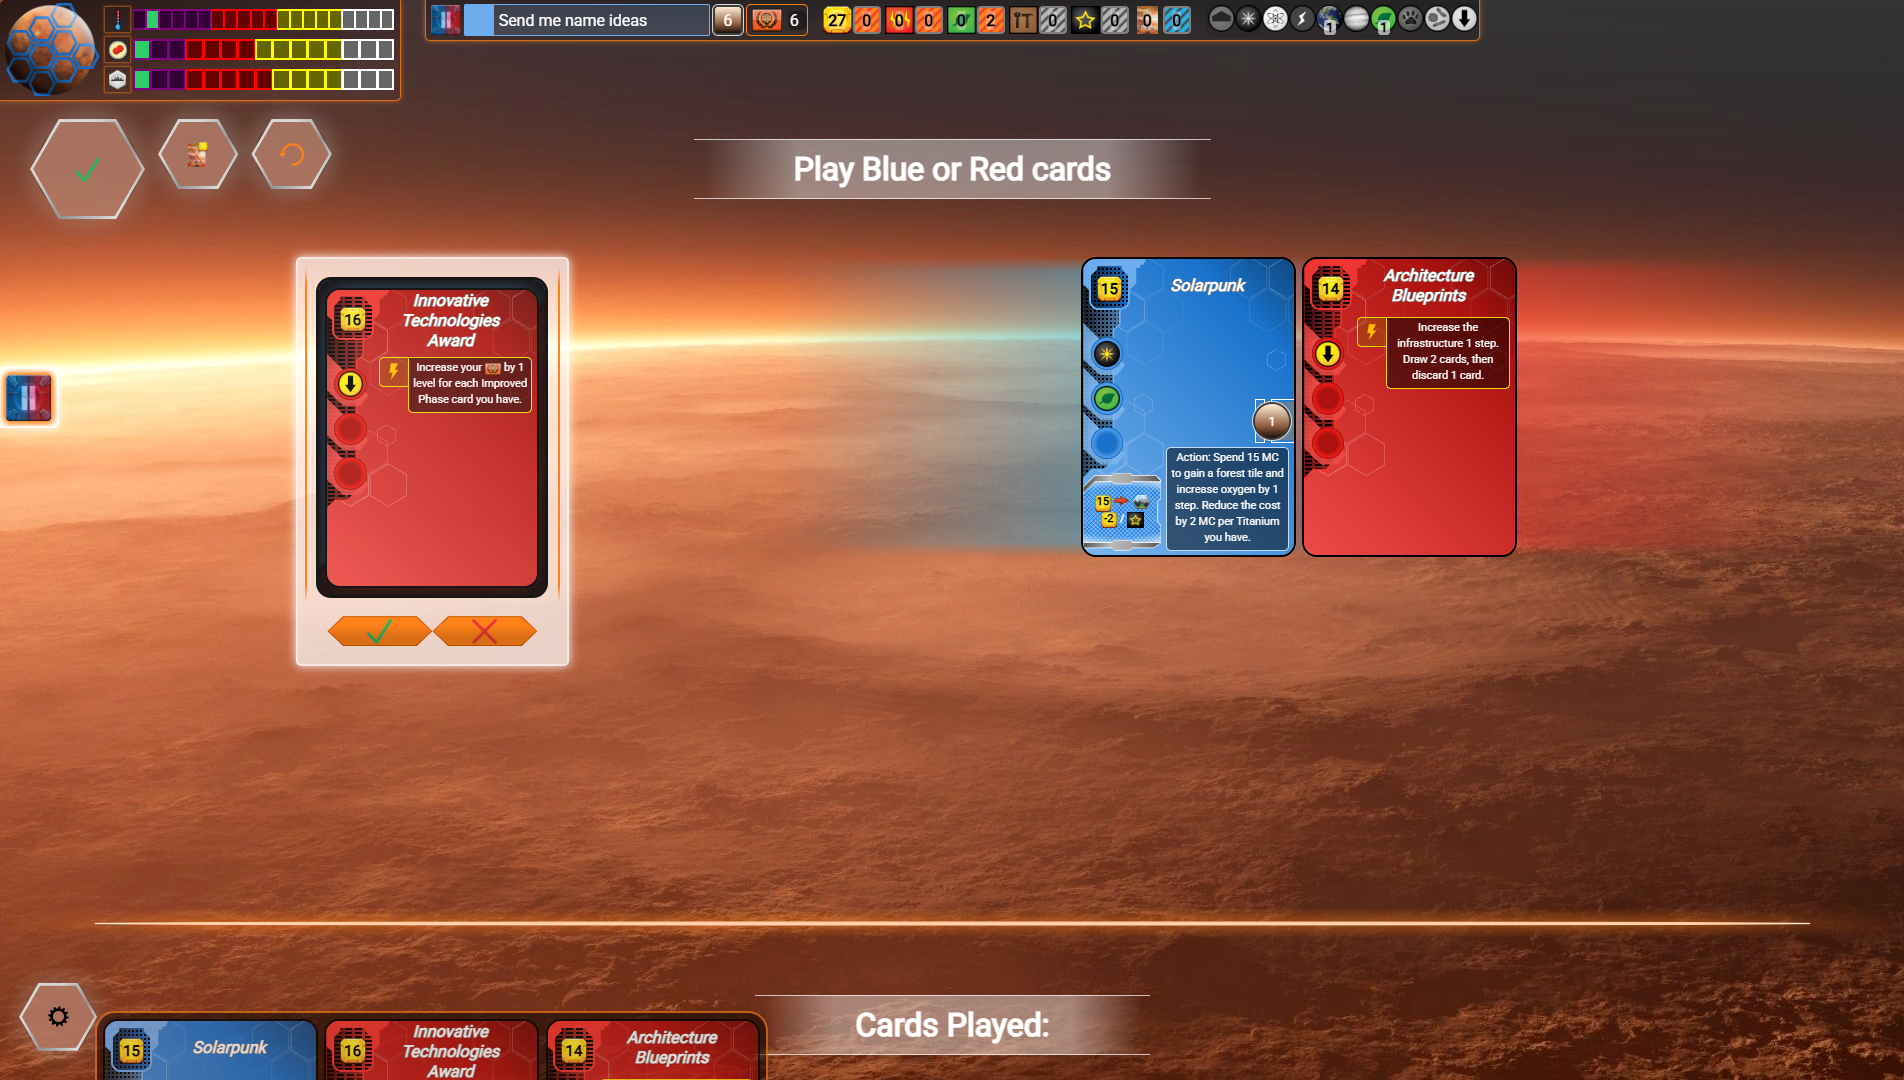 Send me name ideas
6
6
27
0
0
0
0
2
0
0
0
0
1
1
Play Blue or Red cards
16
Innovative
Technologies
Award
Increase your by 1
level for each Improved
Phase card you have.
15
Solarpunk
1
Action: Spend 15 MC
to gain a forest tile and
increase oxygen by 1
step. Reduce the cost
by 2 MC per Titanium
you have.
15
-2 /
14
Architecture
Blueprints
Increase the
infrastructure 1 step.
Draw 2 cards, then
discard 1 card.
Cards Played:
15
Solarpunk
16
Innovative
Technologies
Award
14
Architecture
Blueprints